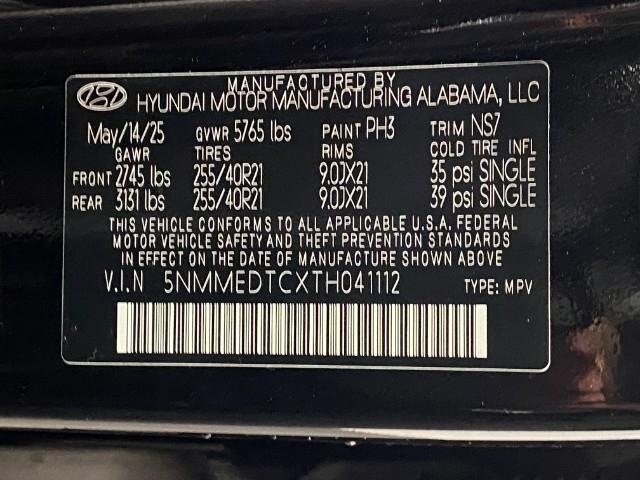 MANUFACTURED BY
HYUNDAI MOTOR MANUFACTURING ALABAMA, LLC
May/14/25 GVWR 5765 lbs PAINT PH3 TRIM NS7
GAWR TIRES RIMS COLD TIRE INFL
FRONT 2745 lbs 255/40R21 9.0JX21 35 psi SINGLE
REAR 3131 lbs 255/40R21 9.0JX21 39 psi SINGLE
THIS VEHICLE CONFORMS TO ALL APPLICABLE U.S.A. FEDERAL
MOTOR VEHICLE SAFETY AND THEFT PREVENTION STANDARDS
IN EFFECT ON THE DATE OF MANUFACTURE SHOWN ABOVE
V.I.N 5NMMEDTCXTH041112 TYPE: MPV